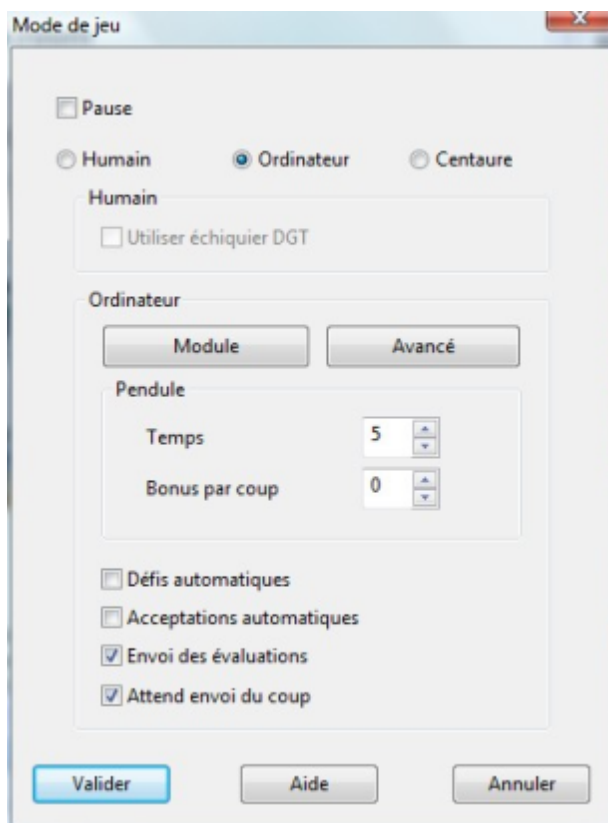 Mode de jeu
Pause
Humain Ordinateur Centaure
Humain
Utiliser échiquier DGT
Ordinateur
Module Avancé
Pendule
Temps 5
Bonus par coup 0
Défis automatiques
Acceptations automatiques
Envoi des évaluations
Attend envoi du coup
Valider Aide Annuler